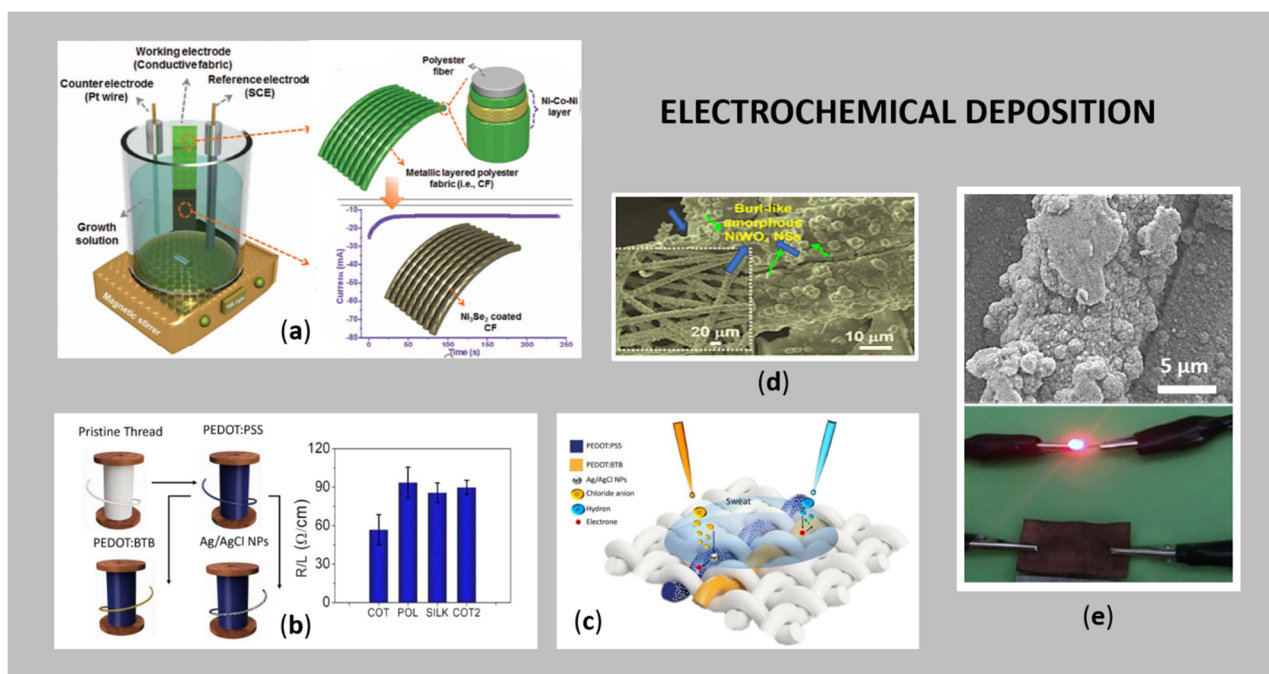 ELECTROCHEMICAL DEPOSITION
Working electrode
(Conductive fabric)
Counter electrode
(Pt wire)
Reference electrode
(SCE)
Growth
solution
Magnetic stirrer
(a)
Polyester
fiber
Ni-Co-Ni
layer
Metallic layered polyester
fabric (i.e., CF)
-10
-20
-30
-40
-50
-60
-70
-80
Current (mA)
Ni3Se2 coated
CF
0
50
100
150
200
250
Time (s)
Burl-like
amorphous
NiWO4 NSs
20 μm
10 μm
(d)
5 μm
(e)
Pristine Thread
PEDOT:PSS
PEDOT:BTB
Ag/AgCl NPs
(b)
R/L (Ω/cm)
120
90
60
30
0
COT POL SILK COT2
PEDOT:PSS
PEDOT:BTB
Ag/AgCl NPs
Chloride anion
Hydron
Electrone
Sweat
(c)